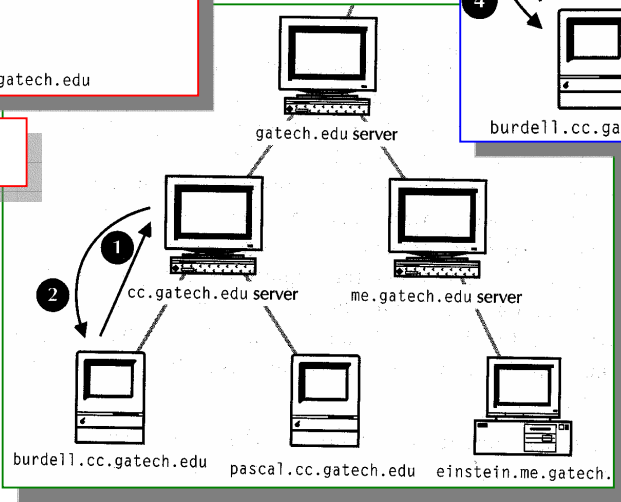 gatech.edu
4
burdell.cc.ga
gatech.edu server
1
2
cc.gatech.edu server
me.gatech.edu server
burdell.cc.gatech.edu
pascal.cc.gatech.edu
einstein.me.gatech.